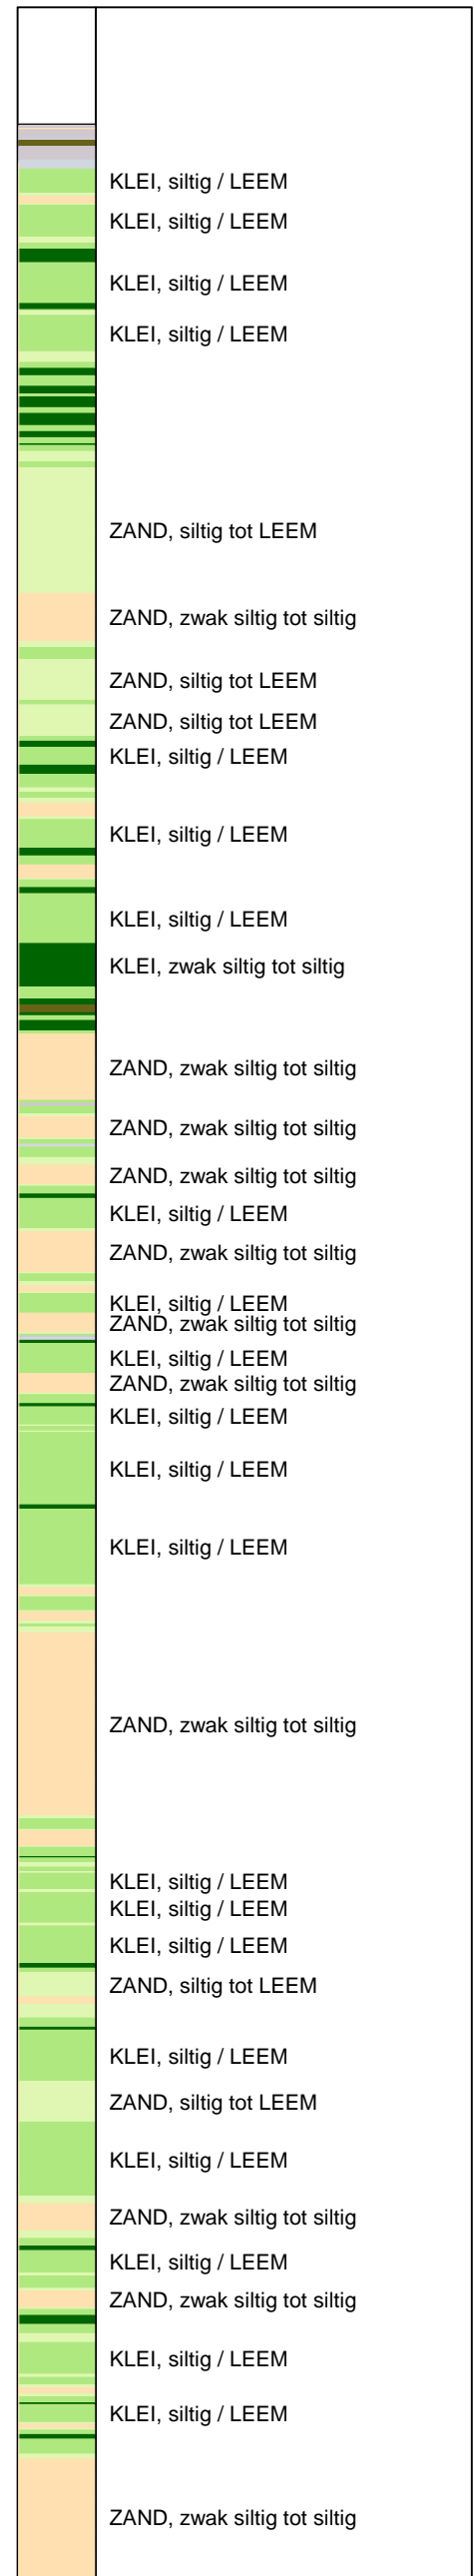 KLEI, siltig / LEEM
KLEI, siltig / LEEM
KLEI, siltig / LEEM
KLEI, siltig / LEEM
ZAND, siltig tot LEEM
ZAND, zwak siltig tot siltig
ZAND, siltig tot LEEM
ZAND, siltig tot LEEM
KLEI, siltig / LEEM
KLEI, siltig / LEEM
KLEI, siltig / LEEM
KLEI, zwak siltig tot siltig
ZAND, zwak siltig tot siltig
ZAND, zwak siltig tot siltig
ZAND, zwak siltig tot siltig
KLEI, siltig / LEEM
ZAND, zwak siltig tot siltig
KLEI, siltig / LEEM
ZAND, zwak siltig tot siltig
KLEI, siltig / LEEM
ZAND, zwak siltig tot siltig
KLEI, siltig / LEEM
KLEI, siltig / LEEM
KLEI, siltig / LEEM
ZAND, zwak siltig tot siltig
KLEI, siltig / LEEM
KLEI, siltig / LEEM
KLEI, siltig / LEEM
ZAND, siltig tot LEEM
KLEI, siltig / LEEM
ZAND, siltig tot LEEM
KLEI, siltig / LEEM
ZAND, zwak siltig tot siltig
KLEI, siltig / LEEM
ZAND, zwak siltig tot siltig
KLEI, siltig / LEEM
KLEI, siltig / LEEM
ZAND, zwak siltig tot siltig